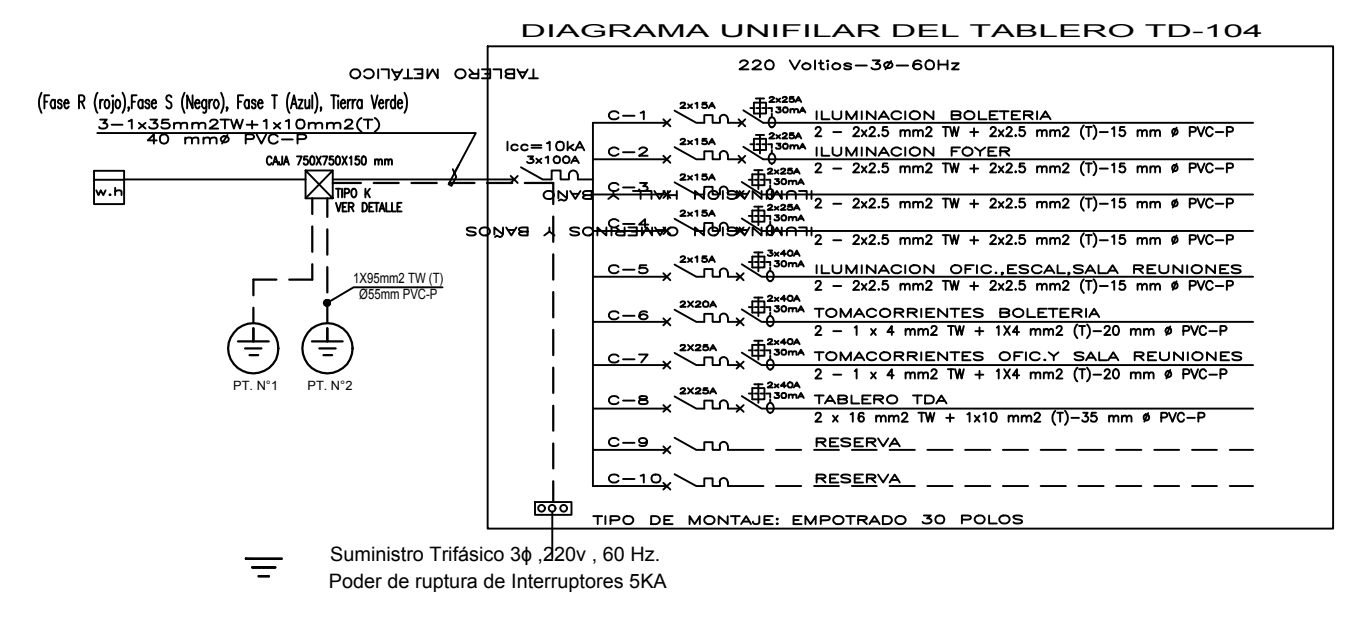 DIAGRAMA UNIFILAR DEL TABLERO TD-104
220 Voltios-3ø-60Hz
TABLERO METALICO
(Fase R (rojo),Fase S (Negro), Fase T (Azul), Tierra Verde)
3-1x35mm2TW+1x10mm2(T)
40 mmø PVC-P
CAJA 750X750X150 mm
w.h
TIPO K
VER DETALLE
Icc=10kA
3x100A
1X95mm2 TW (T)
Ø55mm PVC-P
PT. N°1
PT. N°2
C-1 2x15A 2x25A 30mA ILUMINACION BOLETERIA
2 - 2x2.5 mm2 TW + 2x2.5 mm2 (T)-15 mm ø PVC-P
C-2 2x15A 2x25A 30mA ILUMINACION FOYER
2 - 2x2.5 mm2 TW + 2x2.5 mm2 (T)-15 mm ø PVC-P
C-3 2x15A 2x25A 30mA ILUMINACION HALL Y BAÑO
2 - 2x2.5 mm2 TW + 2x2.5 mm2 (T)-15 mm ø PVC-P
C-4 2x15A 2x25A 30mA ILUMINACION CAMERINOS Y BAÑOS
2 - 2x2.5 mm2 TW + 2x2.5 mm2 (T)-15 mm ø PVC-P
C-5 2x15A 3x40A 30mA ILUMINACION OFIC.,ESCAL,SALA REUNIONES
2 - 2x2.5 mm2 TW + 2x2.5 mm2 (T)-15 mm ø PVC-P
C-6 2X20A 2x40A 30mA TOMACORRIENTES BOLETERIA
2 - 1 x 4 mm2 TW + 1X4 mm2 (T)-20 mm ø PVC-P
C-7 2X25A 2x40A 30mA TOMACORRIENTES OFIC.Y SALA REUNIONES
2 - 1 x 4 mm2 TW + 1X4 mm2 (T)-20 mm ø PVC-P
C-8 2X25A 2x40A 30mA TABLERO TDA
2 x 16 mm2 TW + 1x10 mm2 (T)-35 mm ø PVC-P
C-9 RESERVA
C-10 RESERVA
TIPO DE MONTAJE: EMPOTRADO 30 POLOS
Suministro Trifásico 3ϕ ,220v , 60 Hz.
Poder de ruptura de Interruptores 5KA